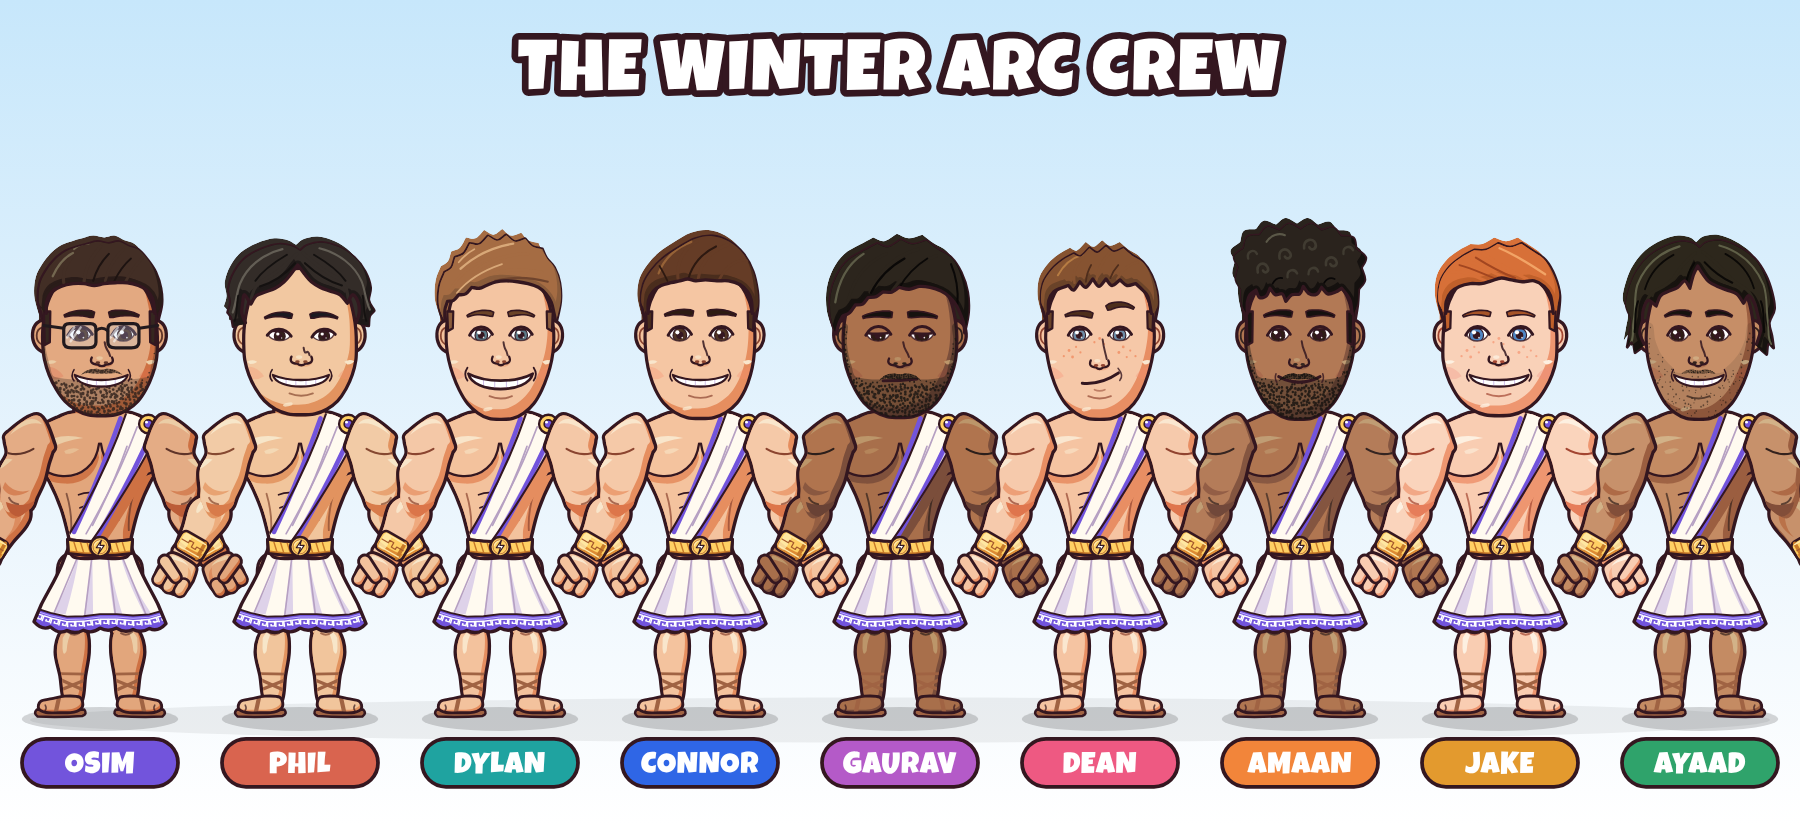 THE WINTER ARC CREW
OSIM
PHIL
DYLAN
CONNOR
GAURAV
DEAN
AMAAN
JAKE
AYAAD